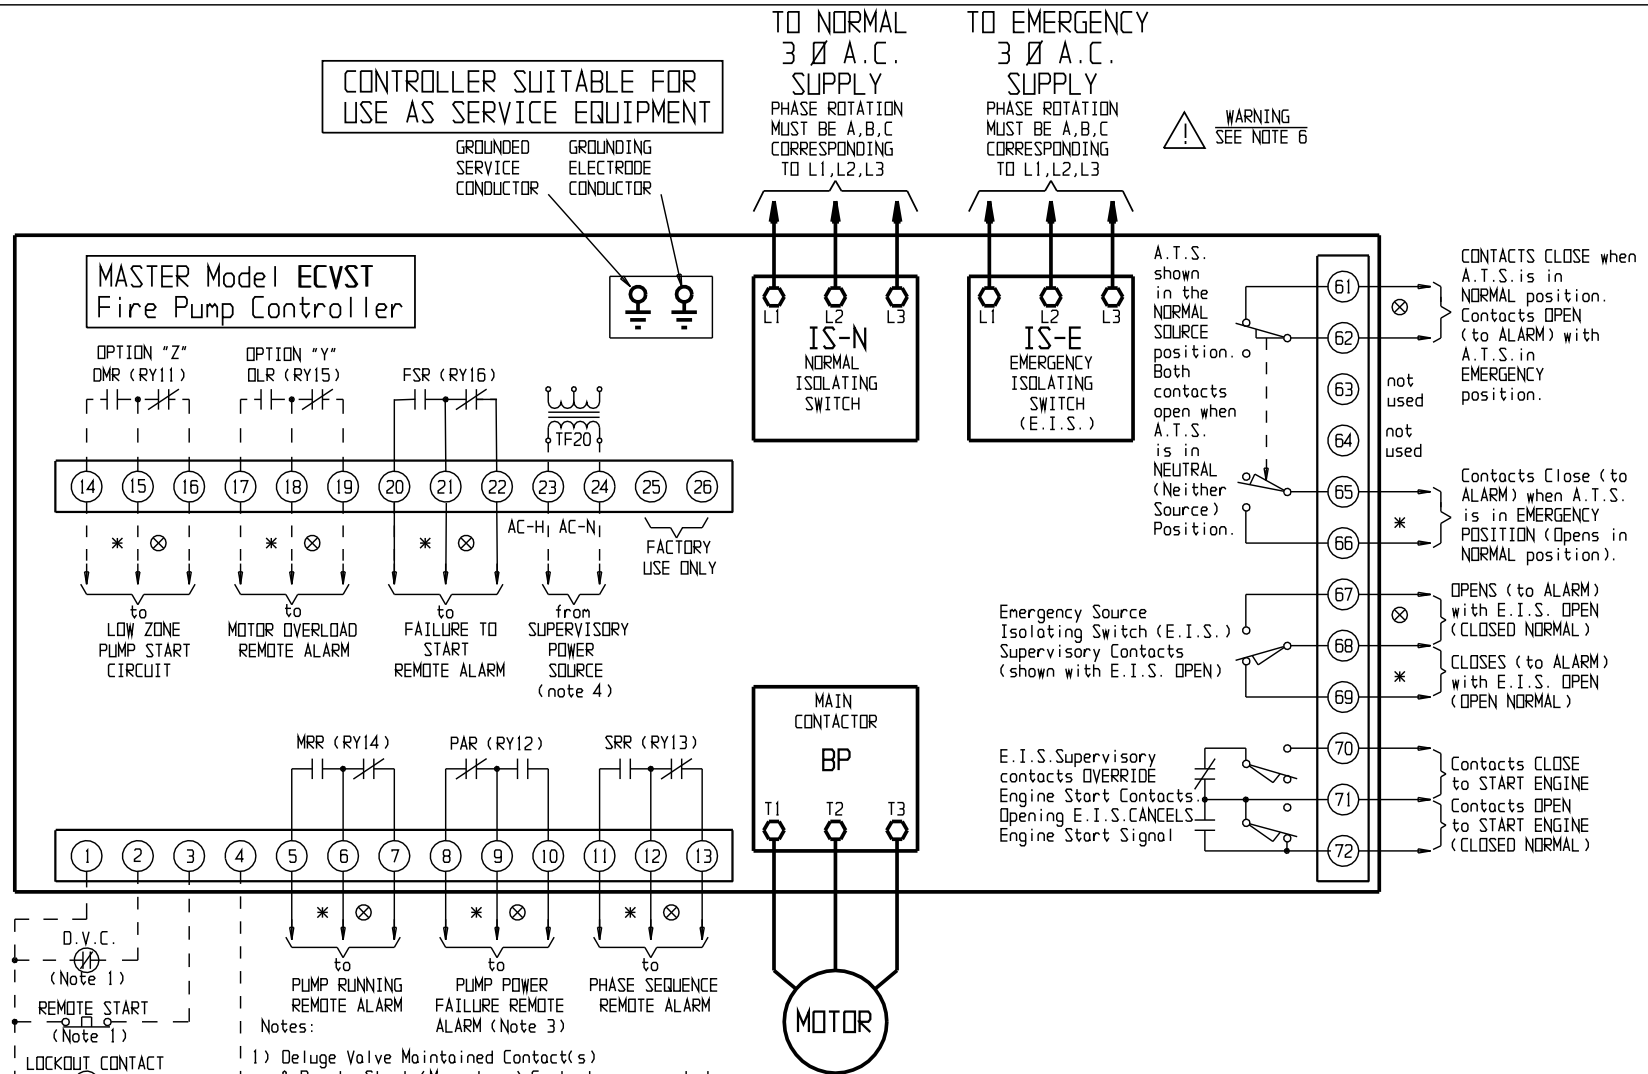 TO NORMAL
3 Ø A.C.
SUPPLY
PHASE ROTATION
MUST BE A,B,C
CORRESPONDING
TO L1,L2,L3
TO EMERGENCY
3 Ø A.C.
SUPPLY
PHASE ROTATION
MUST BE A,B,C
CORRESPONDING
TO L1,L2,L3
CONTROLLER SUITABLE FOR
USE AS SERVICE EQUIPMENT
WARNING
SEE NOTE 6
GROUNDED
SERVICE
CONDUCTOR
GROUNDING
ELECTRODE
CONDUCTOR
MASTER Model ECVST
Fire Pump Controller
L1 L2 L3
IS-N
NORMAL
ISOLATING
SWITCH
L1 L2 L3
IS-E
EMERGENCY
ISOLATING
SWITCH
(E.I.S.)
A.T.S.
shown
in the
NORMAL
SOURCE
position.
Both
contacts
open when
A.T.S.
is in
NEUTRAL
(Neither
Source)
Position.
61
62
63
64
65
66
67
68
69
70
71
72
CONTACTS CLOSE when
A.T.S.is in
NORMAL position.
Contacts OPEN
(to ALARM) with
A.T.S.in
EMERGENCY
position.
not
used
not
used
Contacts Close (to
ALARM) when A.T.S.
is in EMERGENCY
POSITION (Opens in
NORMAL position).
OPENS (to ALARM)
with E.I.S. OPEN
(CLOSED NORMAL)
CLOSES (to ALARM)
with E.I.S. OPEN
(OPEN NORMAL)
Contacts CLOSE
to START ENGINE
Contacts OPEN
to START ENGINE
(CLOSED NORMAL)
Emergency Source
Isolating Switch (E.I.S.)
Supervisory Contacts
(shown with E.I.S. OPEN)
E.I.S.Supervisory
contacts OVERRIDE
Engine Start Contacts.
Opening E.I.S.CANCELS
Engine Start Signal
OPTION "Z"
DMR (RY11)
OPTION "Y"
OLR (RY15)
FSR (RY16)
TF20
14 15 16 17 18 19 20 21 22 23 24 25 26
AC-H AC-N
FACTORY
USE ONLY
to
LOW ZONE
PUMP START
CIRCUIT
to
MOTOR OVERLOAD
REMOTE ALARM
to
FAILURE TO
START
REMOTE ALARM
from
SUPERVISORY
POWER
SOURCE
(note 4)
MAIN
CONTACTOR
BP
T1 T2 T3
MOTOR
MRR (RY14)
PAR (RY12)
SRR (RY13)
1 2 3 4 5 6 7 8 9 10 11 12 13
to
PUMP RUNNING
REMOTE ALARM
to
PUMP POWER
FAILURE REMOTE
ALARM (Note 3)
to
PHASE SEQUENCE
REMOTE ALARM
D.V.C.
(Note 1)
REMOTE START
(Note 1)
LOCKOUT CONTACT
Notes:
1) Deluge Valve Maintained Contact(s)